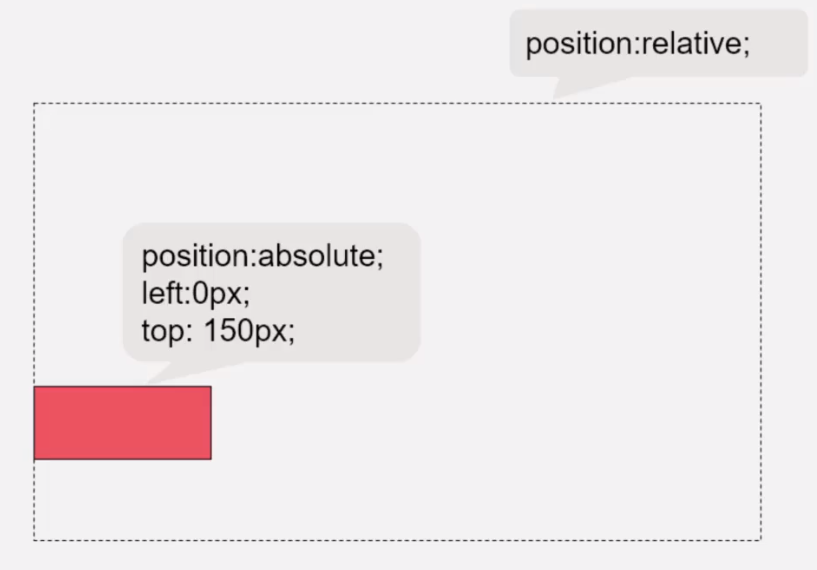 position:relative;
position:absolute;
left:0px;
top: 150px;